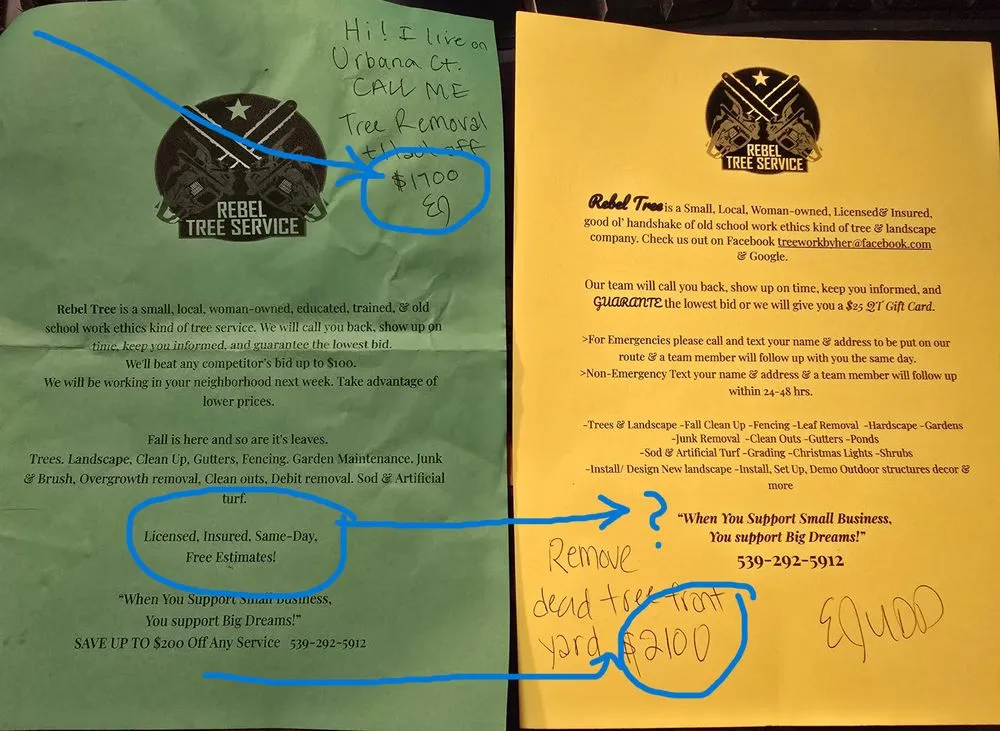 Hi! I live on
Urbana Ct.
CALL ME
Tree Removal
+ Haul off
$1700
EJ
REBEL
TREE SERVICE
Rebel Tree is a small, local, woman-owned, educated, trained, & old
school work ethics kind of tree service. We will call you back, show up on
time, keep you informed, and guarantee the lowest bid.
We'll beat any competitor's bid up to $100.
We will be working in your neighborhood next week. Take advantage of
lower prices.
Fall is here and so are it's leaves.
Trees. Landscape, Clean Up, Gutters, Fencing. Garden Maintenance. Junk
& Brush, Overgrowth removal, Clean outs, Debit removal. Sod & Artificial
turf.
Licensed, Insured, Same-Day,
Free Estimates!
“When You Support Small Business,
You support Big Dreams!”
SAVE UP TO $200 Off Any Service 539-292-5912
REBEL
TREE SERVICE
Rebel Tree is a Small, Local, Woman-owned, Licensed& Insured,
good ol' handshake of old school work ethics kind of tree & landscape
company. Check us out on Facebook treeworkbyher@facebook.com
& Google.
Our team will call you back, show up on time, keep you informed, and
GUARANTE the lowest bid or we will give you a $25 QT Gift Card.
>For Emergencies please call and text your name & address to be put on our
route & a team member will follow up with you the same day.
>Non-Emergency Text your name & address & a team member will follow up
within 24-48 hrs.
-Trees & Landscape -Fall Clean Up -Fencing -Leaf Removal -Hardscape -Gardens
-Junk Removal -Clean Outs -Gutters -Ponds
-Sod & Artificial Turf -Grading -Christmas Lights -Shrubs
-Install/ Design New landscape -Install, Set Up, Demo Outdoor structures decor &
more
?
“When You Support Small Business,
You support Big Dreams!”
539-292-5912
Remove
dead tree front
yard $2100
EJUDD